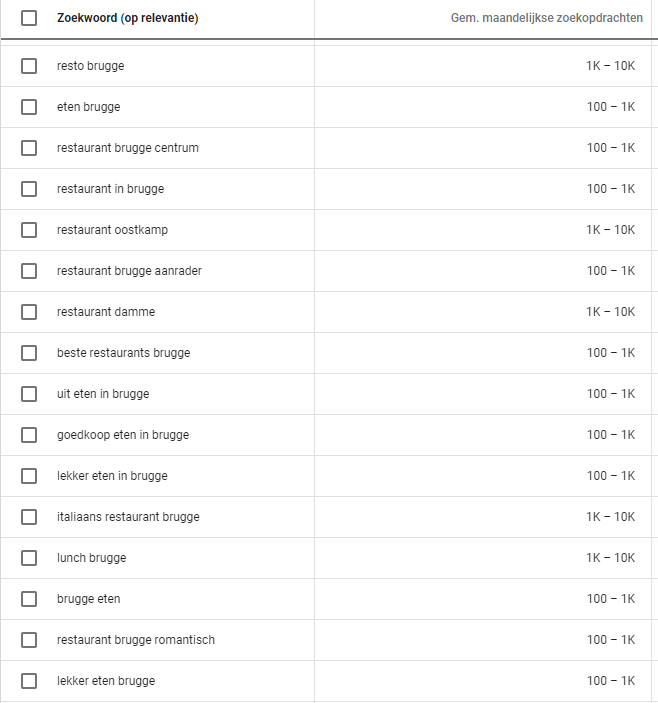 Zoekwoord (op relevantie) Gem. maandelijkse zoekopdrachten
resto brugge 1K – 10K
eten brugge 100 – 1K
restaurant brugge centrum 100 – 1K
restaurant in brugge 100 – 1K
restaurant oostkamp 1K – 10K
restaurant brugge aanrader 100 – 1K
restaurant damme 1K – 10K
beste restaurants brugge 100 – 1K
uit eten in brugge 100 – 1K
goedkoop eten in brugge 100 – 1K
lekker eten in brugge 100 – 1K
italiaans restaurant brugge 1K – 10K
lunch brugge 1K – 10K
brugge eten 100 – 1K
restaurant brugge romantisch 100 – 1K
lekker eten brugge 100 – 1K